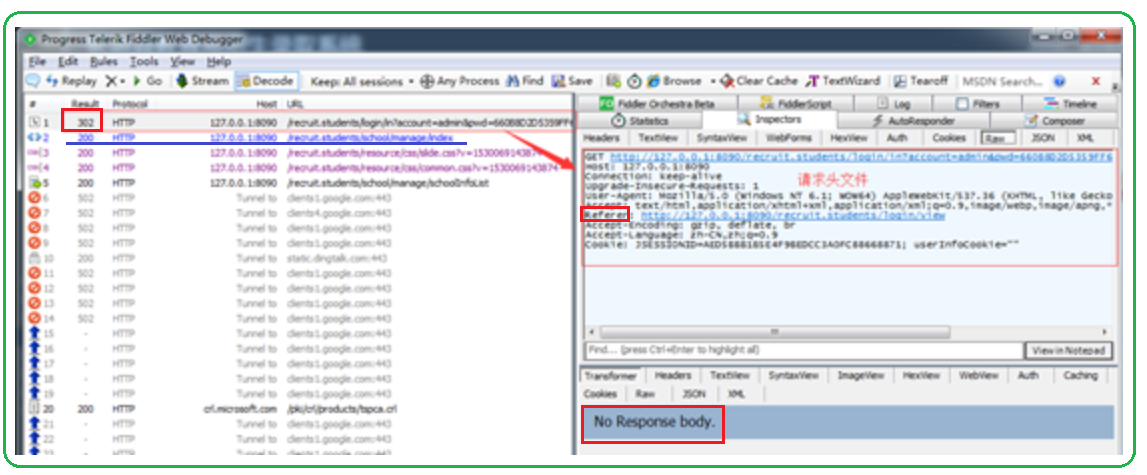 Progress Telerik Fiddler Web Debugger
File Edit Rules Tools View Help
Replay X Go Stream Decode Keep: All sessions Any Process Find Save Browse Clear Cache TextWizard Tearoff MSDN Search... X
Fiddler Orchestra Beta FiddlerScript Log Filters Timeline
Statistics Inspectors AutoResponder Composer
Headers TextView SyntaxView WebForms HexView Auth Cookies Raw JSON XML
# Result Protocol Host URL
1 302 HTTP 127.0.0.1:8090 /recruit.students/login/in?account=admin&pwd=66088D2D5359FF6
2 200 HTTP 127.0.0.1:8090 /recruit.students/school/manage/index
3 200 HTTP 127.0.0.1:8090 /recruit.students/resource/css/slide.css?v=1530069143874
4 200 HTTP 127.0.0.1:8090 /recruit.students/resource/css/common.css?v=1530069143874
5 200 HTTP 127.0.0.1:8090 /recruit.students/school/manage/schoolInfoList
6 502 HTTP Tunnel to clients1.google.com:443
7 502 HTTP Tunnel to clients4.google.com:443
8 502 HTTP Tunnel to clients1.google.com:443
9 502 HTTP Tunnel to clients1.google.com:443
10 200 HTTP Tunnel to static.dingtalk.com:443
11 502 HTTP Tunnel to clients1.google.com:443
12 502 HTTP Tunnel to clients1.google.com:443
13 502 HTTP Tunnel to clients1.google.com:443
14 502 HTTP Tunnel to clients1.google.com:443
15 - HTTP Tunnel to clients1.google.com:443
16 - HTTP Tunnel to clients1.google.com:443
17 - HTTP Tunnel to clients1.google.com:443
18 - HTTP Tunnel to clients1.google.com:443
19 - HTTP Tunnel to clients1.google.com:443
20 200 HTTP crl.microsoft.com /pki/crl/products/tspca.crl
21 - HTTP Tunnel to clients1.google.com:443
22 - HTTP Tunnel to clients1.google.com:443
GET http://127.0.0.1:8090/recruit.students/login/in?account=admin&pwd=66088D2D5359FF6
Host: 127.0.0.1:8090
Connection: keep-alive
请求头文件
Upgrade-Insecure-Requests: 1
User-Agent: Mozilla/5.0 (Windows NT 6.1; WOW64) AppleWebKit/537.36 (KHTML, like Gecko
Accept: text/html,application/xhtml+xml,application/xml;q=0.9,image/webp,image/apng,*
Referer: http://127.0.0.1:8090/recruit.students/login/view
Accept-Encoding: gzip, deflate, br
Accept-Language: zh-CN,zh;q=0.9
Find... (press Ctrl+Enter to highlight all) View in Notepad
Transformer Headers TextView SyntaxView ImageView HexView WebView Auth Caching
Cookies Raw JSON XML
No Response body.